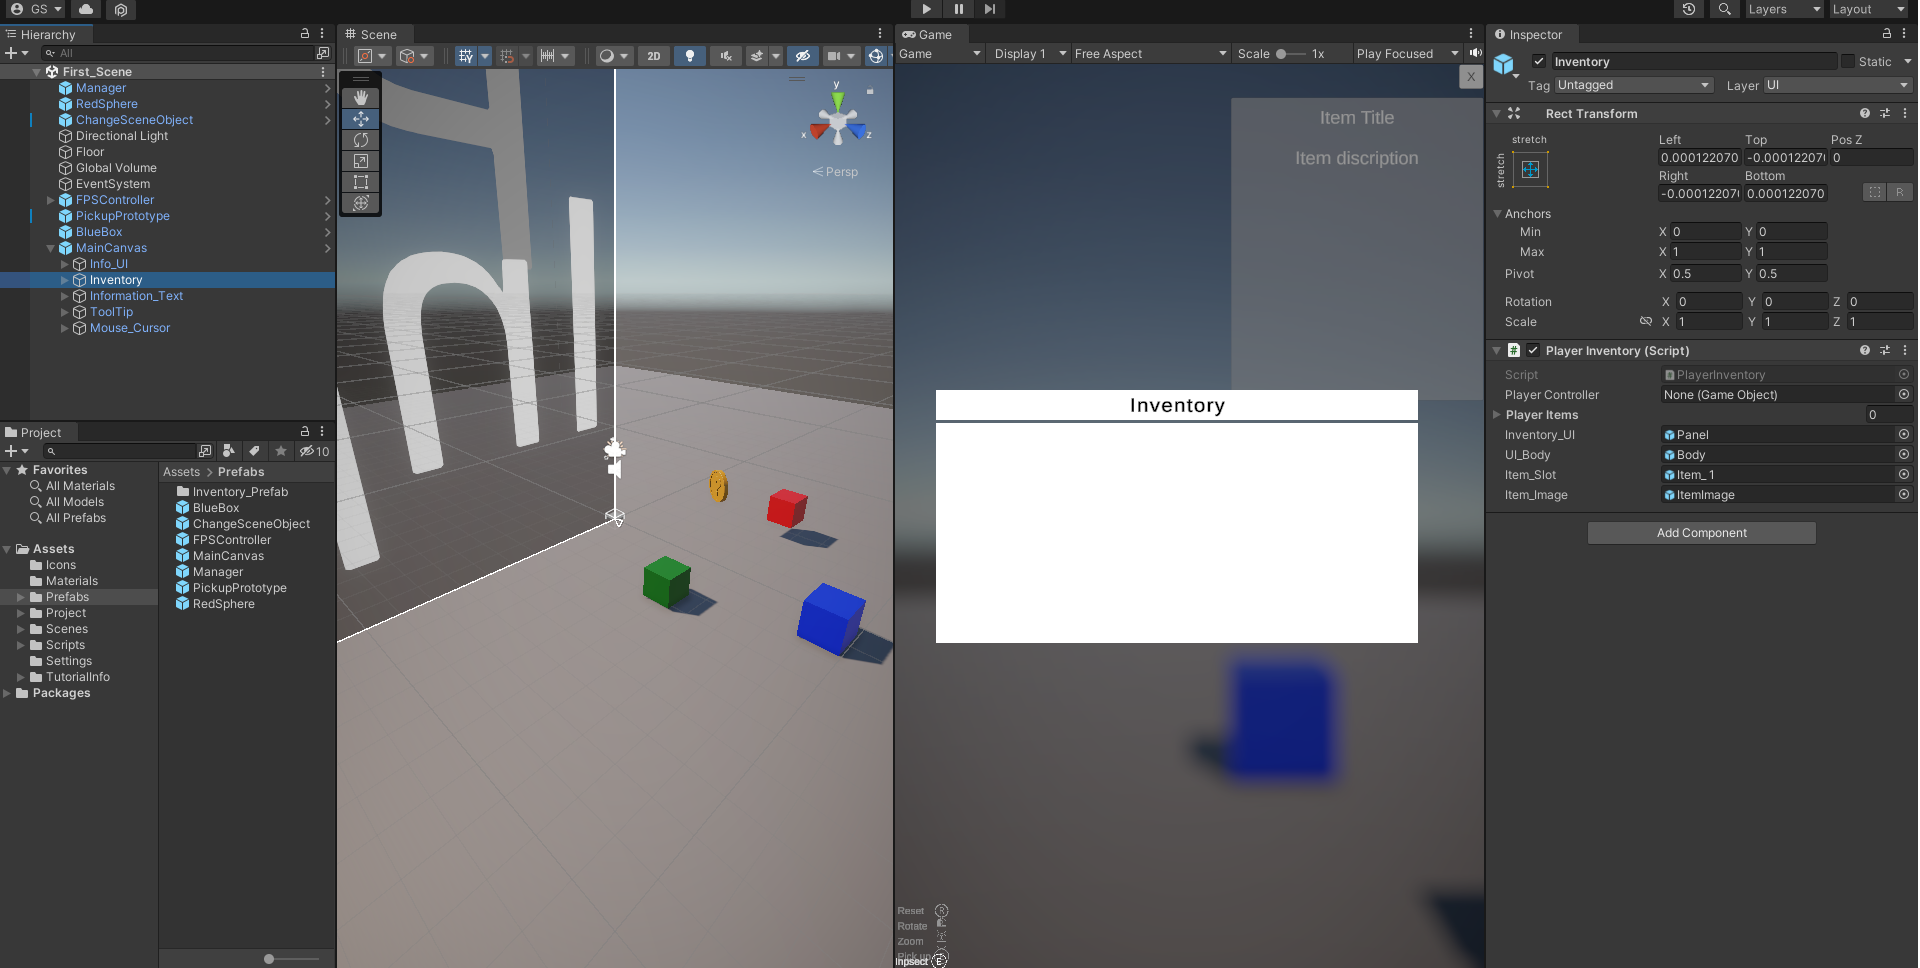 GS
Layers
Layout
Hierarchy
All
First_Scene
Manager
RedSphere
ChangeSceneObject
Directional Light
Floor
Global Volume
EventSystem
FPSController
PickupPrototype
BlueBox
MainCanvas
Info_UI
Inventory
Information_Text
ToolTip
Mouse_Cursor
Project
10
Favorites
All Materials
All Models
All Prefabs
Assets
Icons
Materials
Prefabs
Project
Scenes
Scripts
Settings
TutorialInfo
Packages
Assets > Prefabs
Inventory_Prefab
BlueBox
ChangeSceneObject
FPSController
MainCanvas
Manager
PickupPrototype
RedSphere
Scene
2D
y
x
z
Persp
Game
Game
Display 1
Free Aspect
Scale
1x
Play Focused
X
Item Title
Item discription
Inventory
Reset R
Rotate
Zoom
Inpsect E
Inspector
Inventory
Static
Tag Untagged
Layer UI
Rect Transform
stretch
stretch
Left Top Pos Z
0.000122070 -0.00012207 0
Right Bottom
-0.000122070 0.000122070
R
Anchors
Min X 0 Y 0
Max X 1 Y 1
Pivot X 0.5 Y 0.5
Rotation X 0 Y 0 Z 0
Scale X 1 Y 1 Z 1
# Player Inventory (Script)
Script PlayerInventory
Player Controller None (Game Object)
Player Items 0
Inventory_UI Panel
UI_Body Body
Item_Slot Item_ 1
Item_Image ItemImage
Add Component